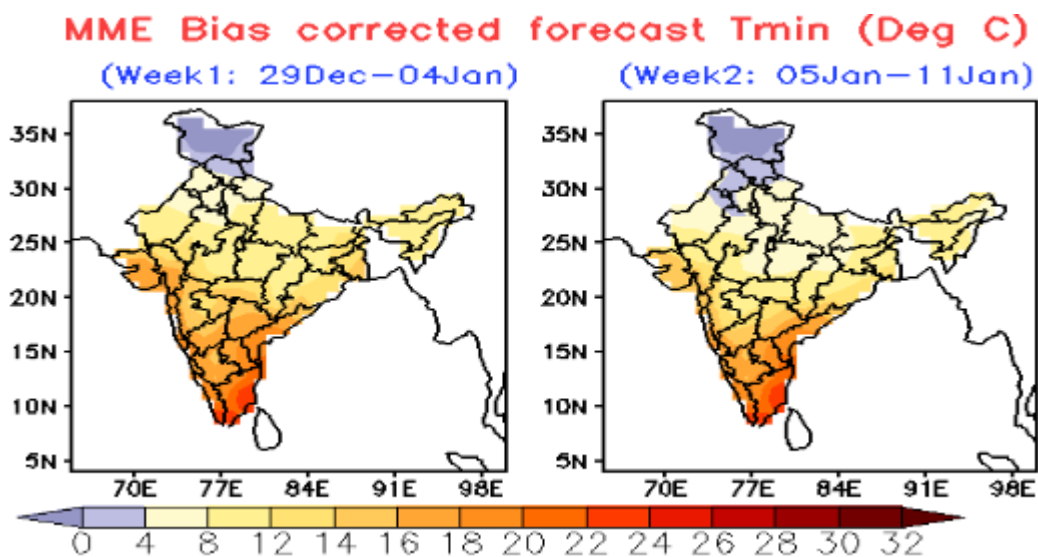 MME Bias corrected forecast Tmin (Deg C)
(Week1: 29Dec–04Jan)
(Week2: 05Jan–11Jan)
35N
30N
25N
20N
15N
10N
5N
70E 77E 84E 91E 98E
35N
30N
25N
20N
15N
10N
5N
70E 77E 84E 91E 98E
0 4 8 12 14 16 18 20 22 24 26 28 30 32